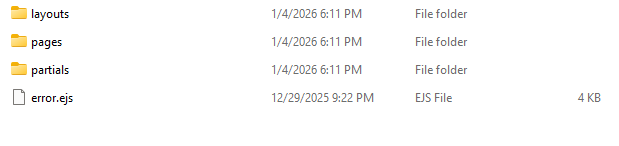 layouts 1/4/2026 6:11 PM File folder
pages 1/4/2026 6:11 PM File folder
partials 1/4/2026 6:11 PM File folder
error.ejs 12/29/2025 9:22 PM EJS File 4 KB